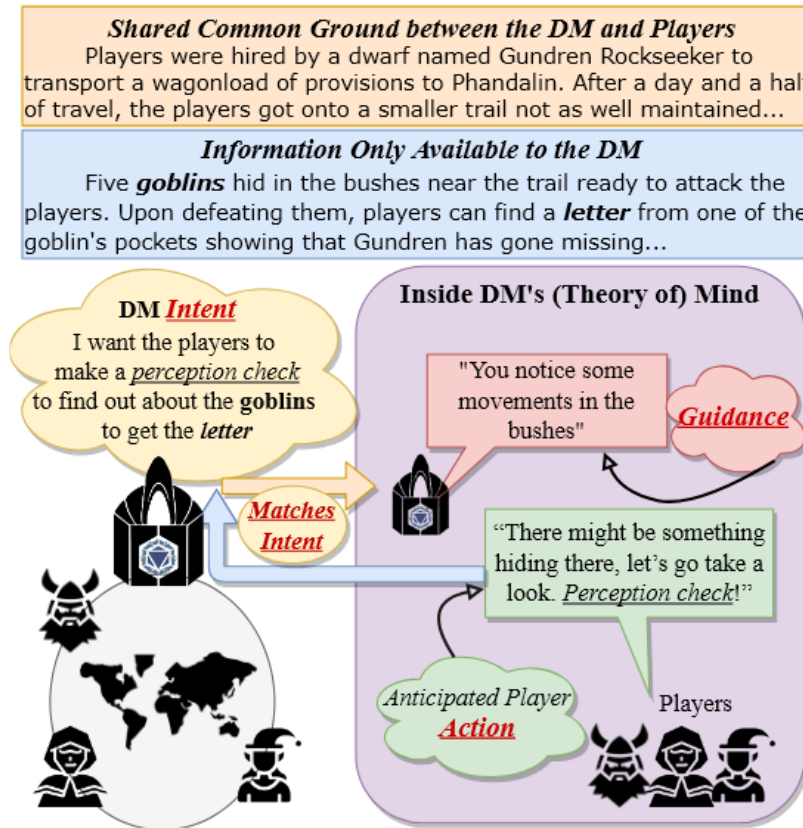 Shared Common Ground between the DM and Players
Players were hired by a dwarf named Gundren Rockseeker to
transport a wagonload of provisions to Phandalin. After a day and a hal
of travel, the players got onto a smaller trail not as well maintained...
Information Only Available to the DM
Five goblins hid in the bushes near the trail ready to attack the
players. Upon defeating them, players can find a letter from one of the
goblin's pockets showing that Gundren has gone missing...
DM Intent
I want the players to
make a perception check
to find out about the goblins
to get the letter
Matches
Intent
Inside DM's (Theory of) Mind
"You notice some
movements in the
bushes"
Guidance
“There might be something
hiding there, let’s go take a
look. Perception check!”
Anticipated Player
Action
Players